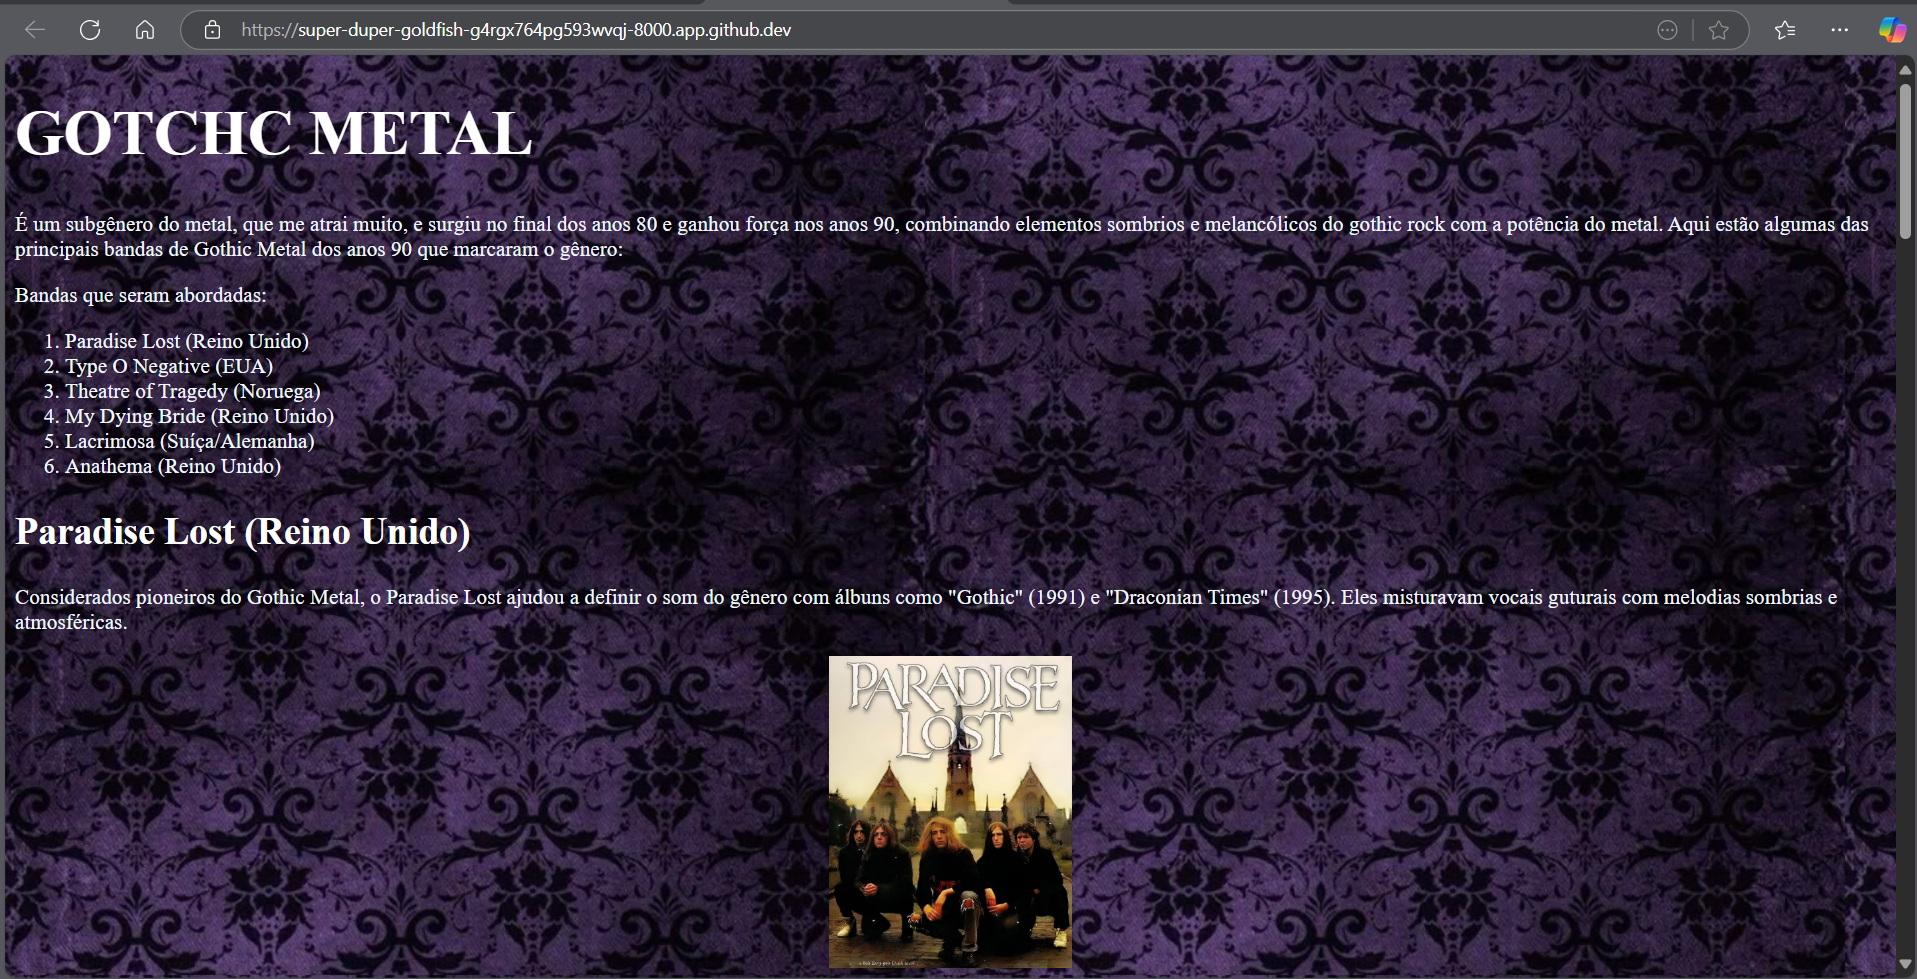 https://super-duper-goldfish-g4rgx764pg593wvqj-8000.app.github.dev
GOTCHC METAL
É um subgênero do metal, que me atrai muito, e surgiu no final dos anos 80 e ganhou força nos anos 90, combinando elementos sombrios e melancólicos do gothic rock com a potência do metal. Aqui estão algumas das
principais bandas de Gothic Metal dos anos 90 que marcaram o gênero:
Bandas que seram abordadas:
1. Paradise Lost (Reino Unido)
2. Type O Negative (EUA)
3. Theatre of Tragedy (Noruega)
4. My Dying Bride (Reino Unido)
5. Lacrimosa (Suíça/Alemanha)
6. Anathema (Reino Unido)
Paradise Lost (Reino Unido)
Considerados pioneiros do Gothic Metal, o Paradise Lost ajudou a definir o som do gênero com álbuns como "Gothic" (1991) e "Draconian Times" (1995). Eles misturavam vocais guturais com melodias sombrias e
atmosféricas.
PARADISE
LOST